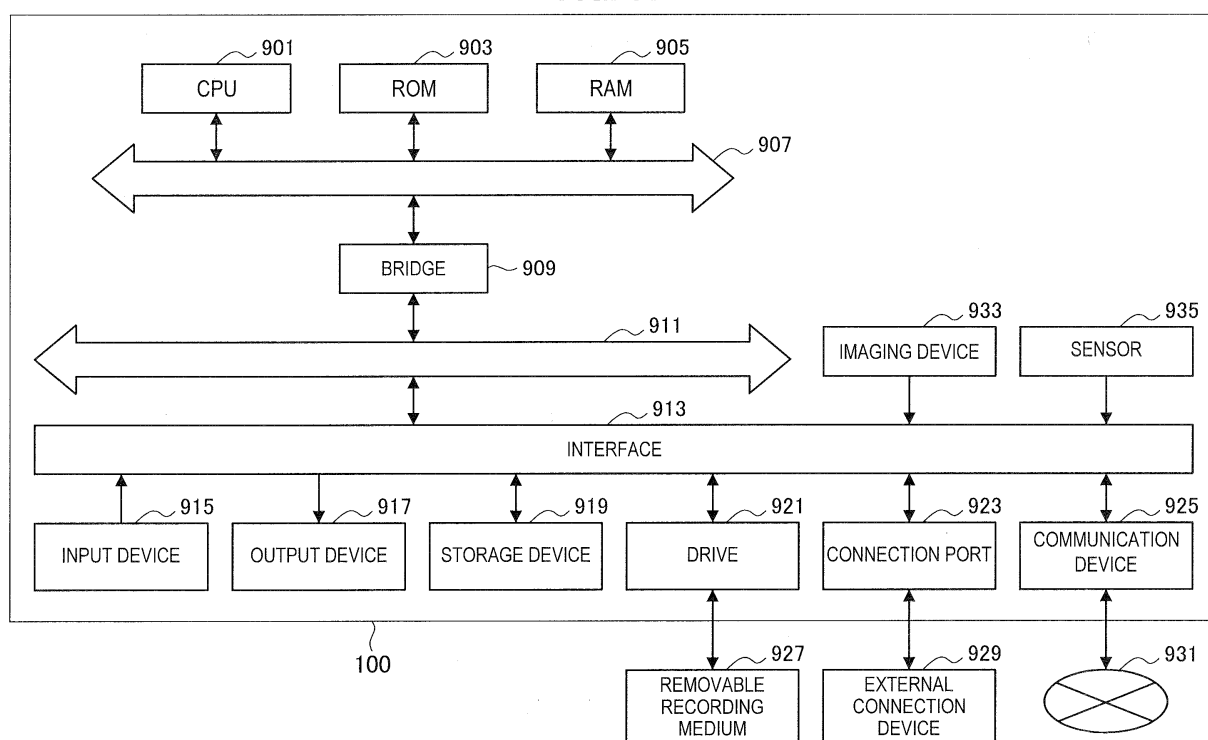 901
903
905
CPU
ROM
RAM
907
BRIDGE
909
911
933
935
IMAGING DEVICE
SENSOR
913
INTERFACE
915
917
919
921
923
925
INPUT DEVICE
OUTPUT DEVICE
STORAGE DEVICE
DRIVE
CONNECTION PORT
COMMUNICATION
DEVICE
100
927
929
931
REMOVABLE
RECORDING
MEDIUM
EXTERNAL
CONNECTION
DEVICE